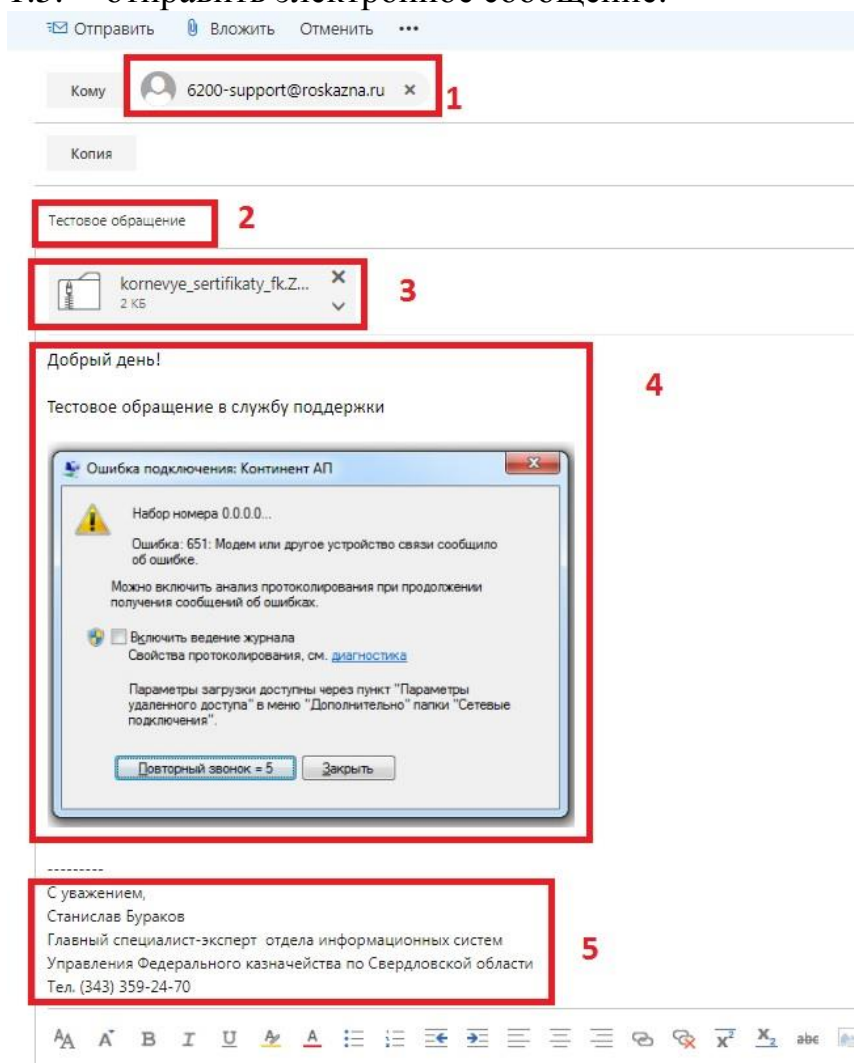 1.5. отправить электронное сообщение.
Отправить Вложить Отменить •••
Кому 6200-support@roskazna.ru × 1
Копия
Тестовое обращение 2
kornevye_sertifikaty_fk.Z... × 3
2 КБ
Добрый день!
4
Тестовое обращение в службу поддержки
Ошибка подключения: Континент АП
Набор номера 0.0.0.0...
Ошибка: 651: Модем или другое устройство связи сообщило
об ошибке.
Можно включить анализ протоколирования при продолжении
получения сообщений об ошибках.
Включить ведение журнала
Свойства протоколирования, см. диагностика
Параметры загрузки доступны через пункт "Параметры
удаленного доступа" в меню "Дополнительно" папки "Сетевые
подключения".
Повторный звонок = 5 Закрыть
---------
С уважением,
Станислав Бураков
Главный специалист-эксперт отдела информационных систем
5
Управления Федерального казначейства по Свердловской области
Тел. (343) 359-24-70
AA A B I U A I x² X₂ abc